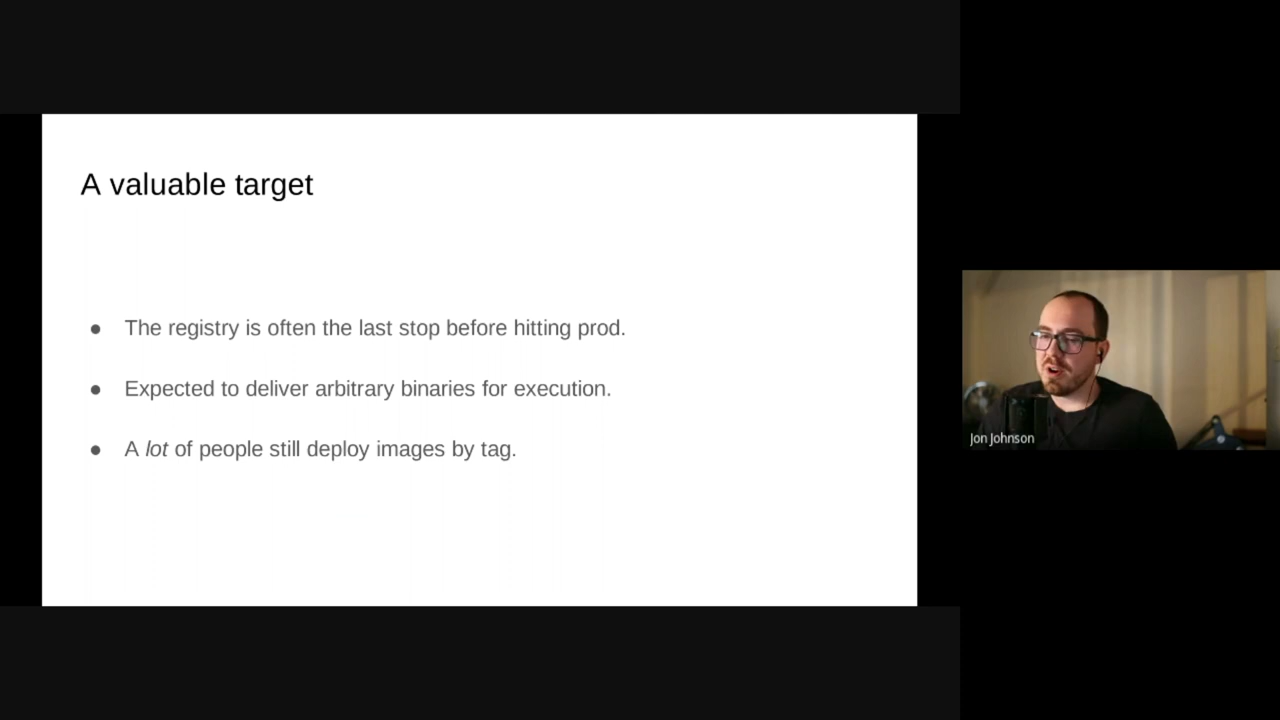 A valuable target
● The registry is often the last stop before hitting prod.
● Expected to deliver arbitrary binaries for execution.
● A lot of people still deploy images by tag.
Jon Johnson